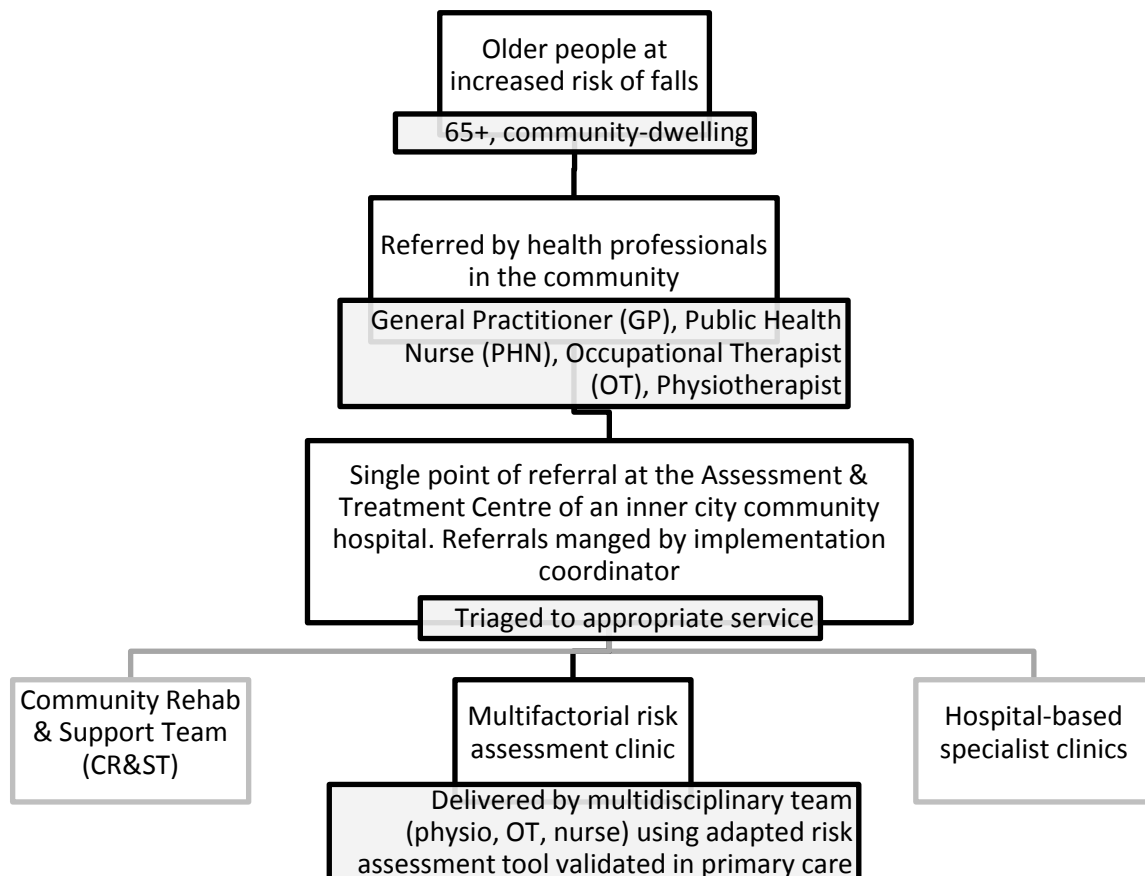 Older people at
increased risk of falls
65+, community-dwelling
Referred by health professionals
in the community
General Practitioner (GP), Public Health
Nurse (PHN), Occupational Therapist
(OT), Physiotherapist
Single point of referral at the Assessment &
Treatment Centre of an inner city community
hospital. Referrals manged by implementation
coordinator
Triaged to appropriate service
Community Rehab
& Support Team
(CR&ST)
Multifactorial risk
assessment clinic
Delivered by multidisciplinary team
(physio, OT, nurse) using adapted risk
assessment tool validated in primary care
Hospital-based
specialist clinics